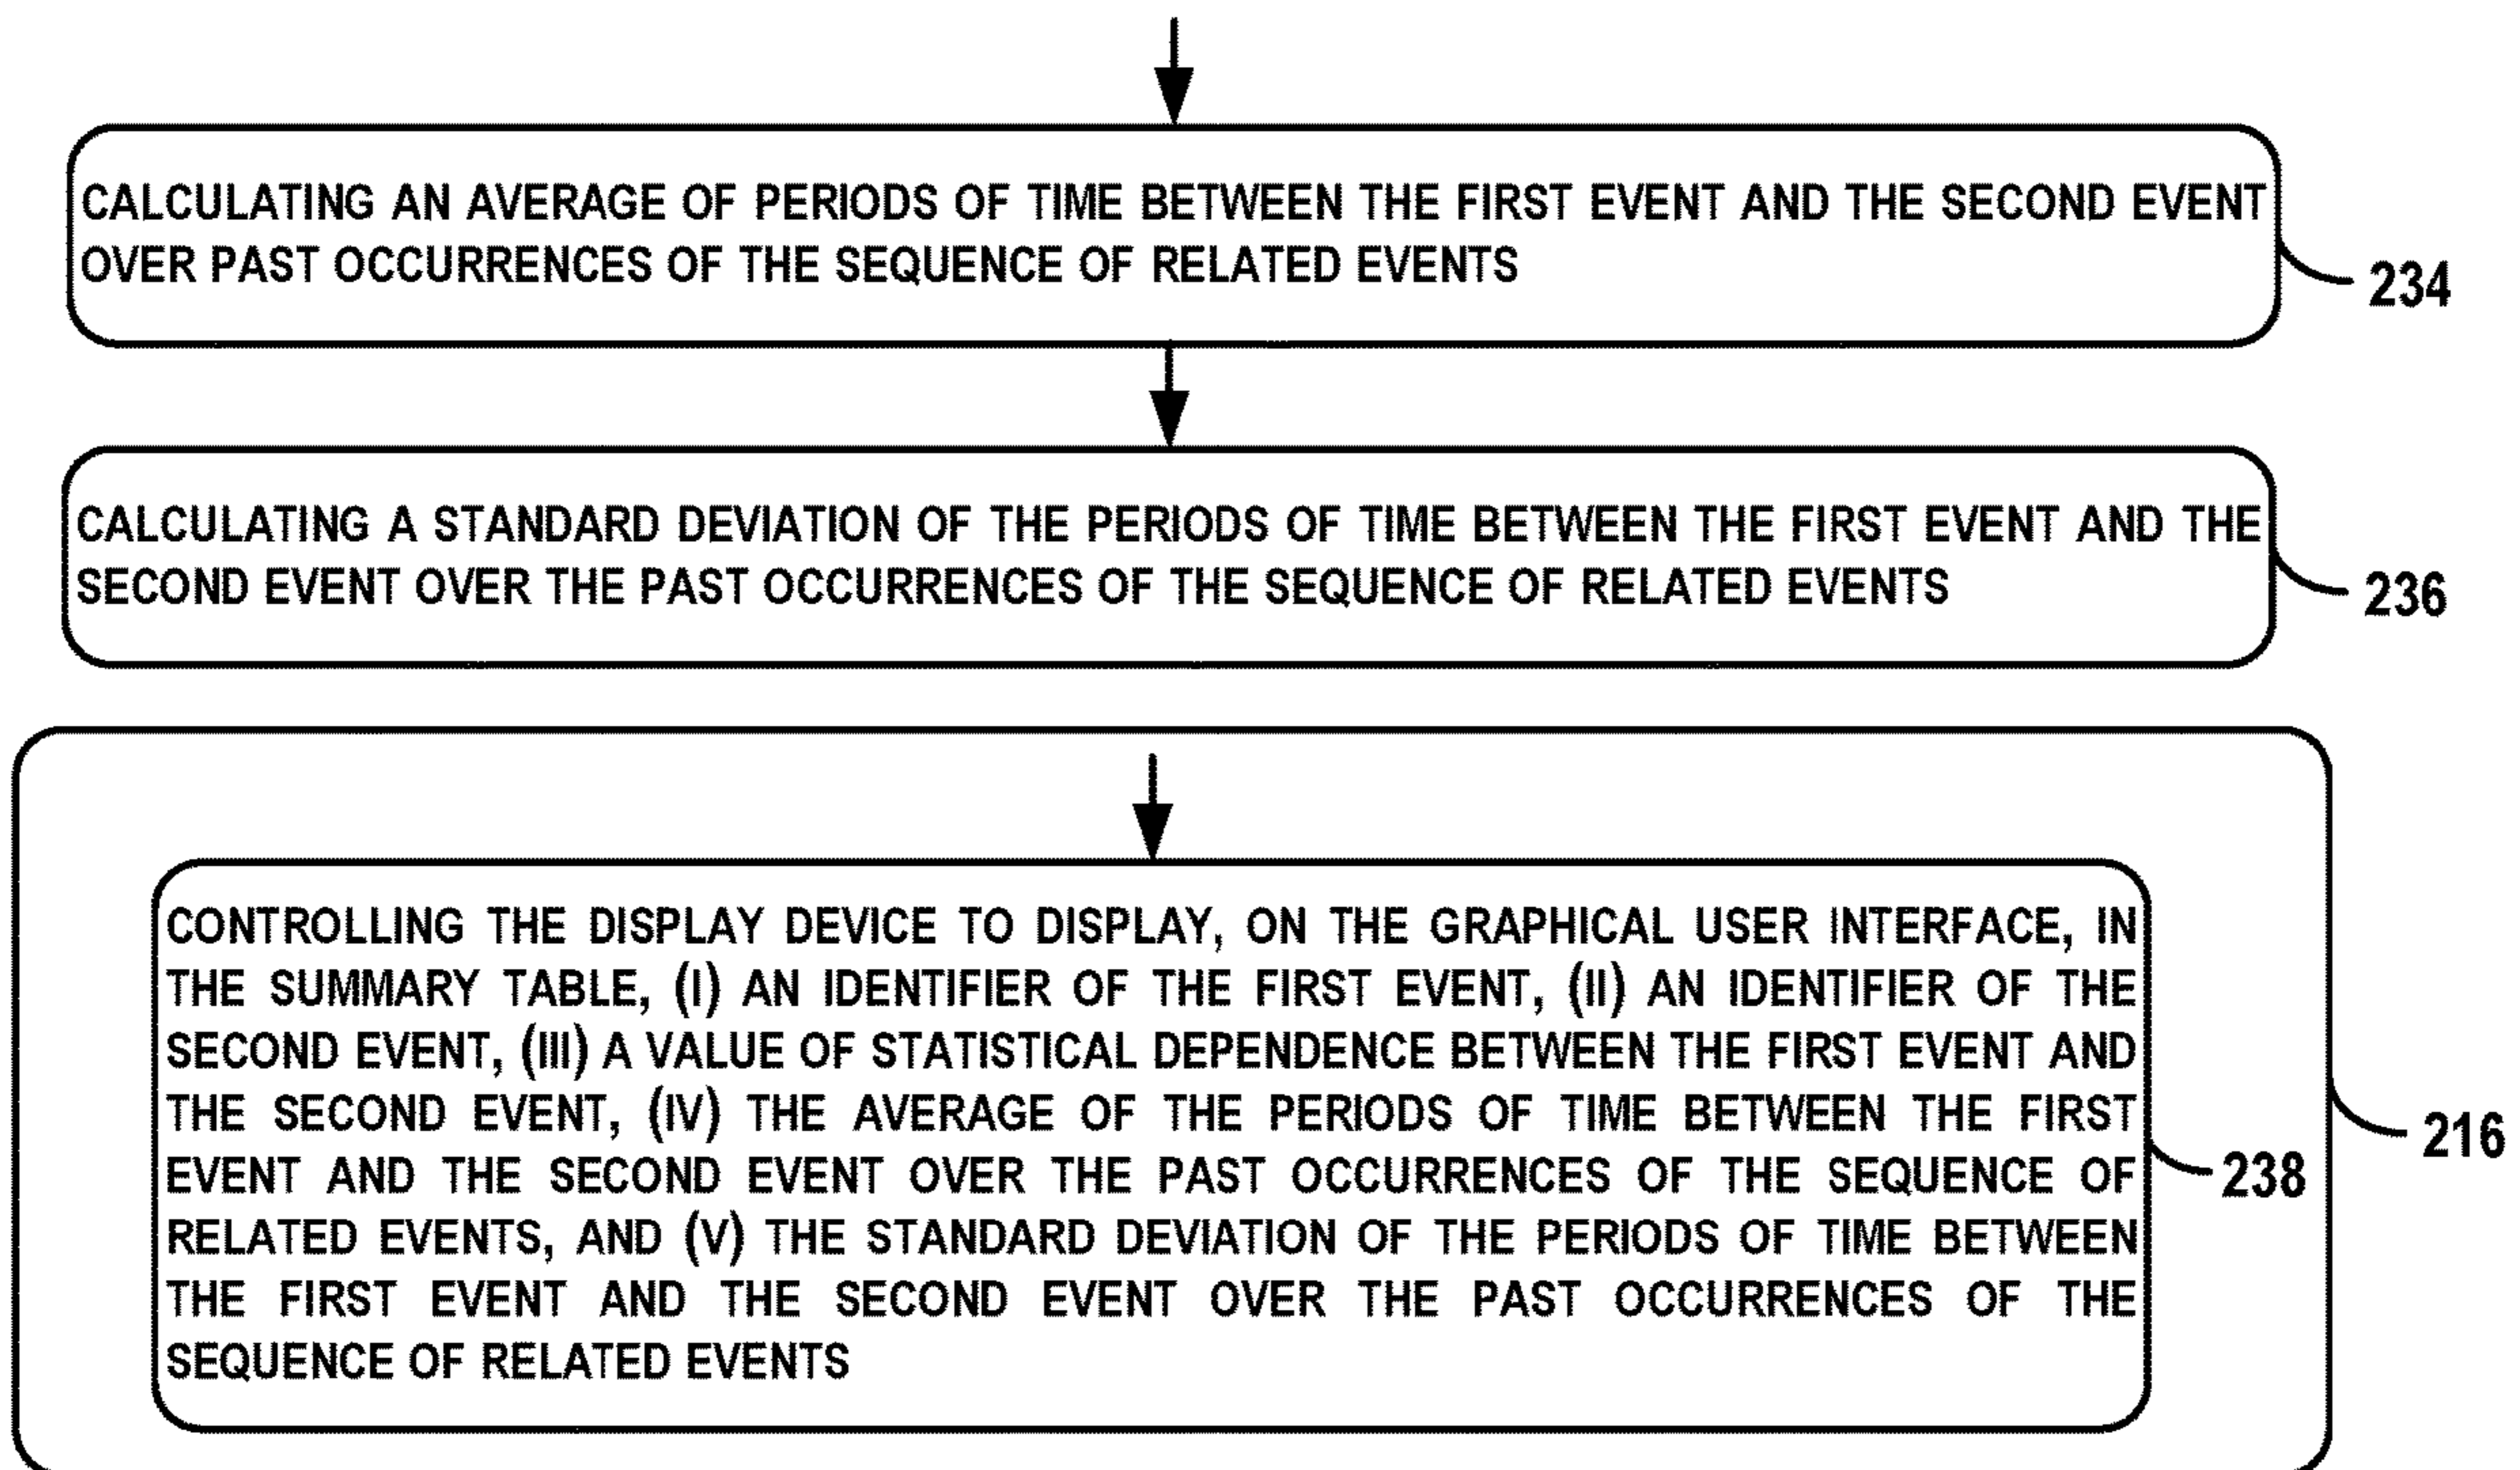 CALCULATING AN AVERAGE OF PERIODS OF TIME BETWEEN THE FIRST EVENT AND THE SECOND EVENT
OVER PAST OCCURRENCES OF THE SEQUENCE OF RELATED EVENTS
234
CALCULATING A STANDARD DEVIATION OF THE PERIODS OF TIME BETWEEN THE FIRST EVENT AND THE
SECOND EVENT OVER THE PAST OCCURRENCES OF THE SEQUENCE OF RELATED EVENTS
236
CONTROLLING THE DISPLAY DEVICE TO DISPLAY, ON THE GRAPHICAL USER INTERFACE, IN
THE SUMMARY TABLE, (I) AN IDENTIFIER OF THE FIRST EVENT, (II) AN IDENTIFIER OF THE
SECOND EVENT, (III) A VALUE OF STATISTICAL DEPENDENCE BETWEEN THE FIRST EVENT AND
THE SECOND EVENT, (IV) THE AVERAGE OF THE PERIODS OF TIME BETWEEN THE FIRST
EVENT AND THE SECOND EVENT OVER THE PAST OCCURRENCES OF THE SEQUENCE OF
RELATED EVENTS, AND (V) THE STANDARD DEVIATION OF THE PERIODS OF TIME BETWEEN
THE FIRST EVENT AND THE SECOND EVENT OVER THE PAST OCCURRENCES OF THE
SEQUENCE OF RELATED EVENTS
238
216